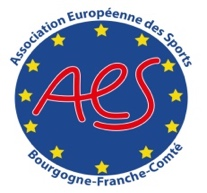 Association Européenne des Sports
AES
Bourgogne-Franche-Comté